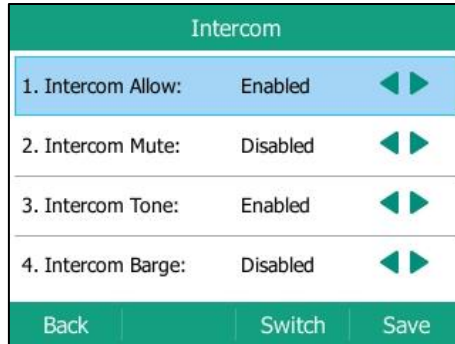 Intercom
1. Intercom Allow: Enabled
2. Intercom Mute: Disabled
3. Intercom Tone: Enabled
4. Intercom Barge: Disabled
Back Switch Save